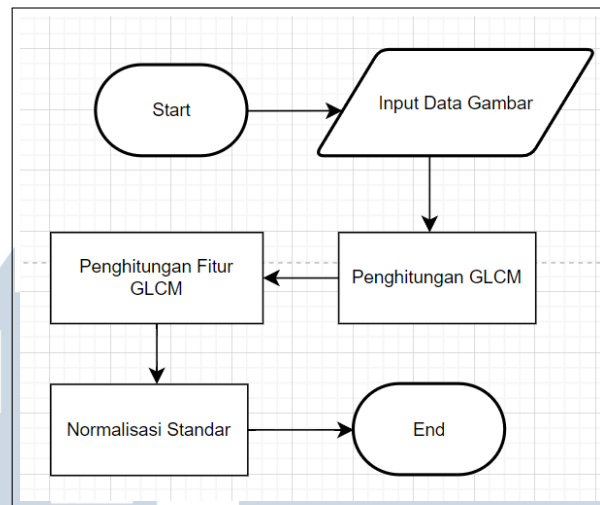 Start
Input Data Gambar
Penghitungan GLCM
Penghitungan Fitur
GLCM
Normalisasi Standar
End